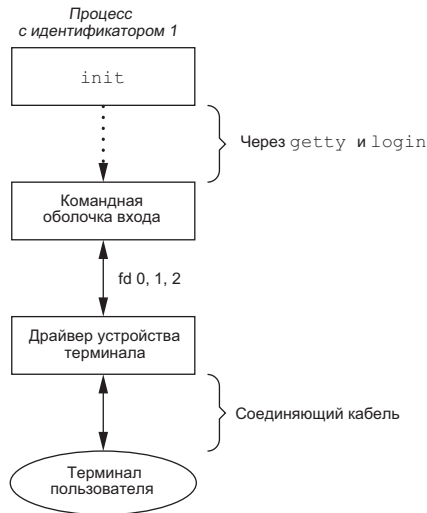 Процесс
с идентификатором 1
init
Через getty и login
Командная
оболочка входа
fd 0, 1, 2
Драйвер устройства
терминала
Соединяющий кабель
Терминал
пользователя